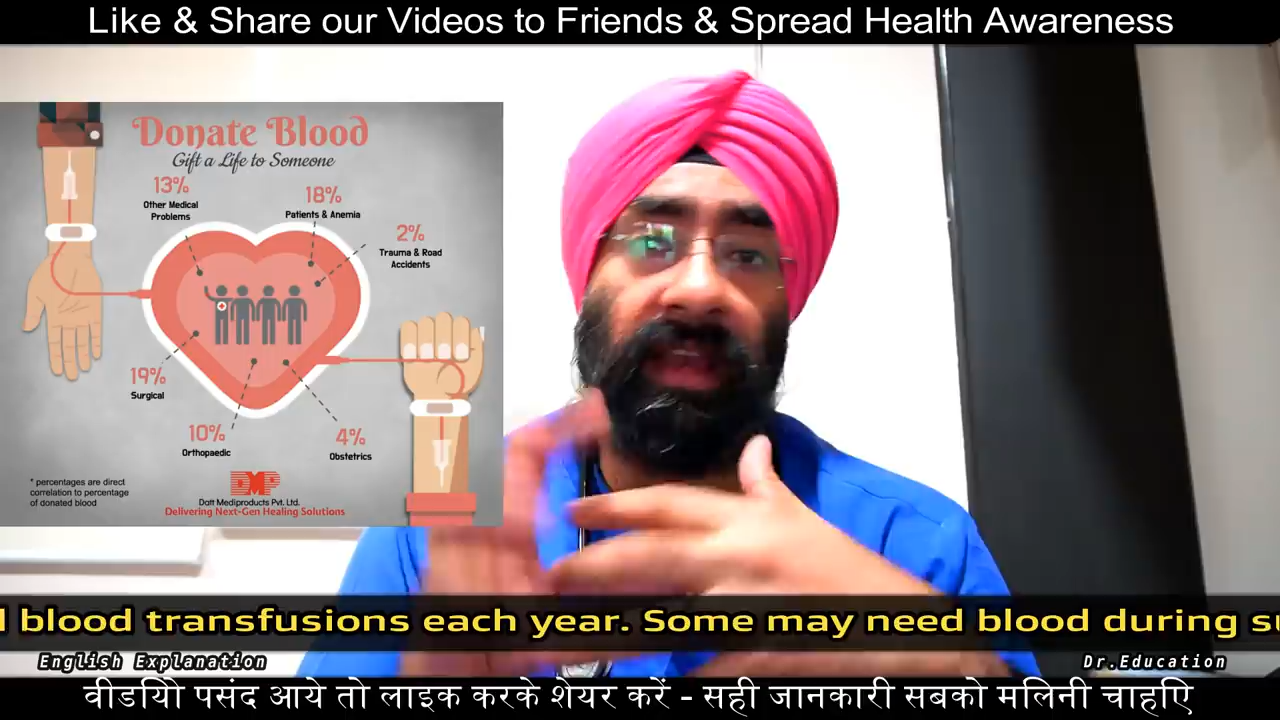 Like & Share our Videos to Friends & Spread Health Awareness
Donate Blood
Gift a Life to Someone
13%
Other Medical
Problems
18%
Patients & Anemia
2%
Trauma & Road
Accidents
19%
Surgical
10%
Orthopaedic
4%
Obstetrics
* percentages are direct
correlation to percentage
of donated blood
DMP
Datt Mediproducts Pvt. Ltd.
Delivering Next-Gen Healing Solutions
blood transfusions each year. Some may need blood during
English Explanation
Dr.Education
वीडियो पसंद आये तो लाइक करके शेयर करें - सही जानकारी सबको मिलनी चाहिए